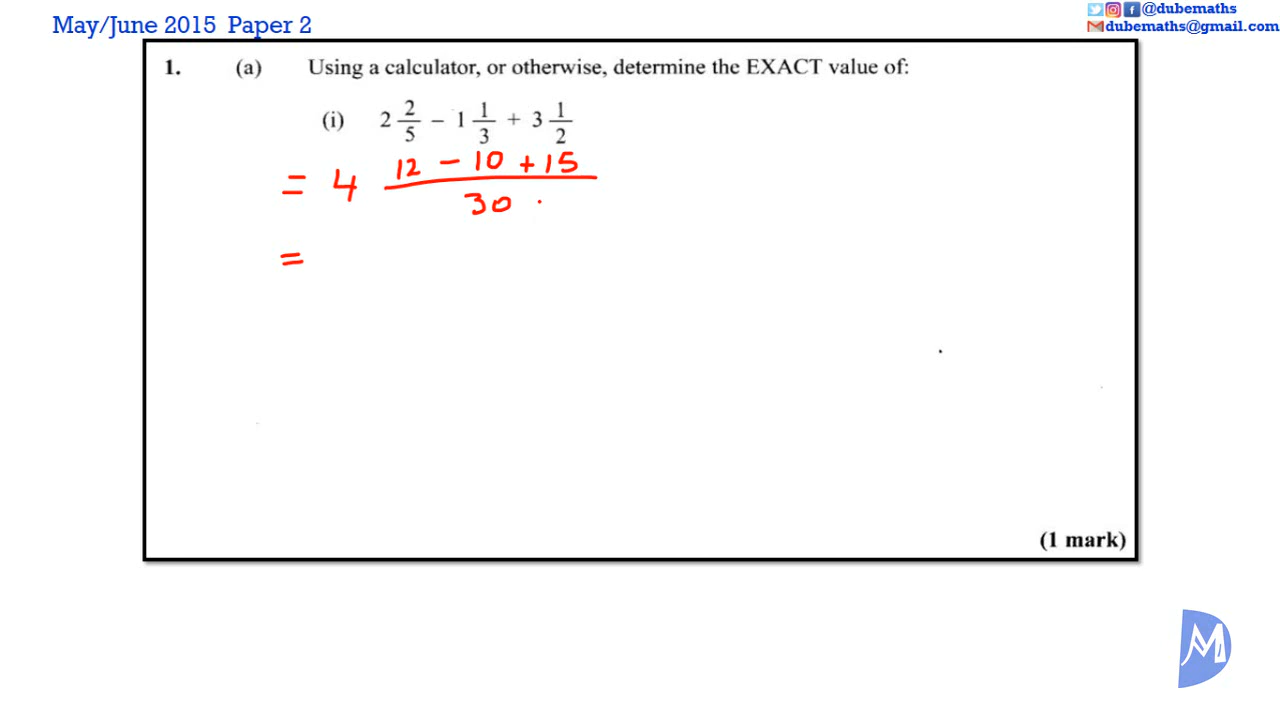 May/June 2015 Paper 2
@dubemaths
dubemaths@gmail.com
1. (a) Using a calculator, or otherwise, determine the EXACT value of:
(i) 2 2/5 − 1 1/3 + 3 1/2
= 4 (12 − 10 + 15)/30
=
(1 mark)
M